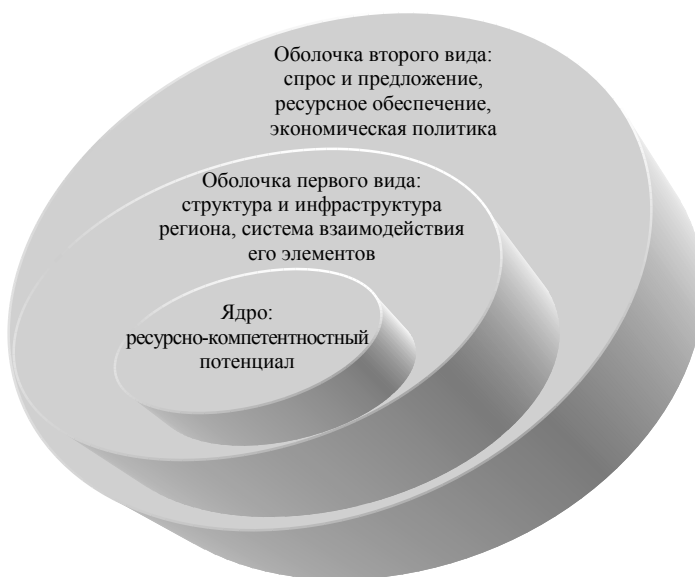 Оболочка второго вида:
спрос и предложение,
ресурсное обеспечение,
экономическая политика
Оболочка первого вида:
структура и инфраструктура
региона, система взаимодействия
его элементов
Ядро:
ресурсно-компетентностный
потенциал